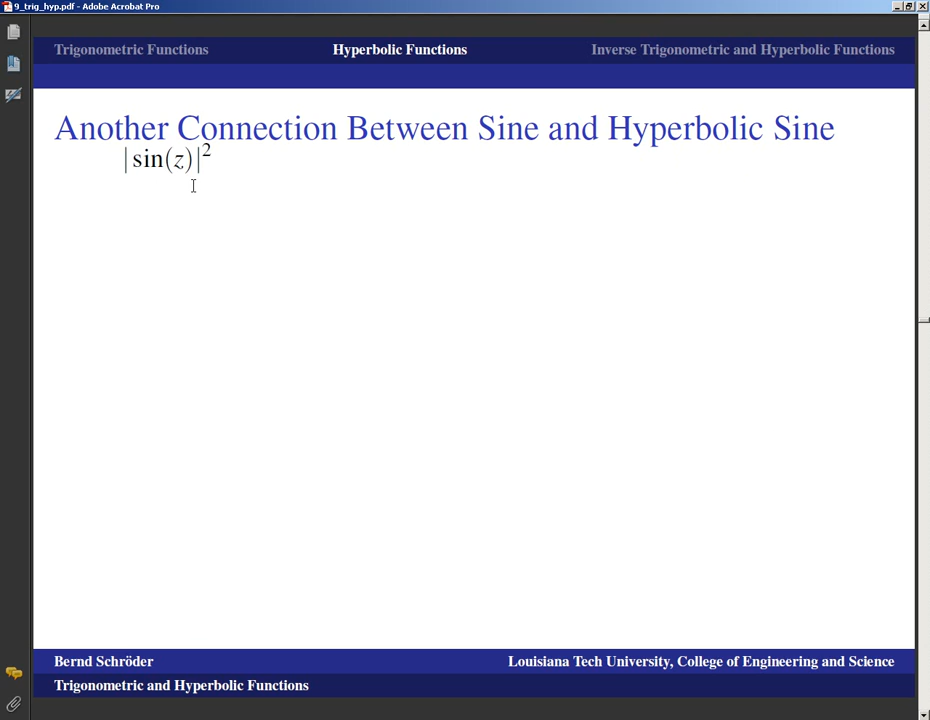 9_trig_hyp.pdf - Adobe Acrobat Pro
Trigonometric Functions Hyperbolic Functions Inverse Trigonometric and Hyperbolic Functions
Another Connection Between Sine and Hyperbolic Sine
|sin(z)|²
Bernd Schröder Louisiana Tech University, College of Engineering and Science
Trigonometric and Hyperbolic Functions